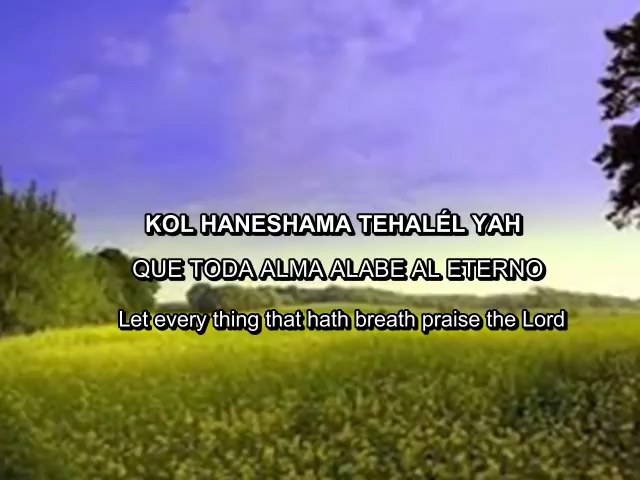 KOL HANESHAMA TEHALÉL YAH
QUE TODA ALMA ALABE AL ETERNO
Let every thing that hath breath praise the Lord